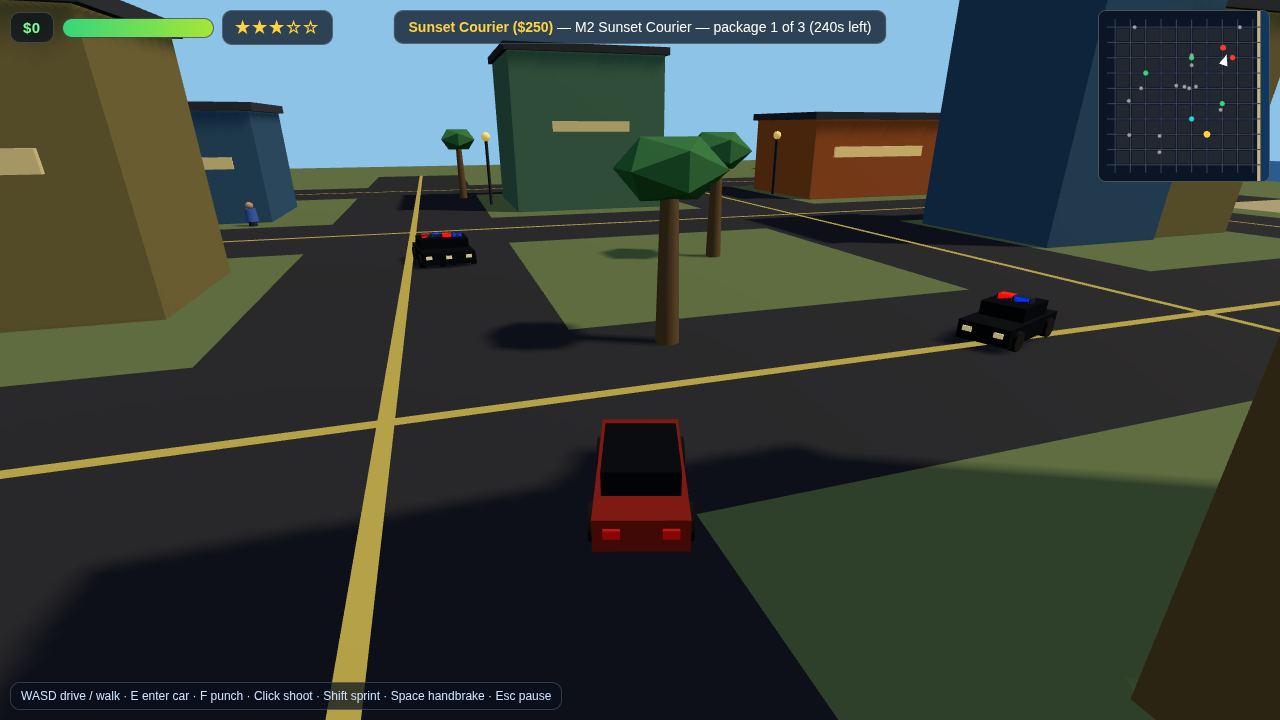 $0
★★★☆☆
Sunset Courier ($250) — M2 Sunset Courier — package 1 of 3 (240s left)
WASD drive / walk · E enter car · F punch · Click shoot · Shift sprint · Space handbrake · Esc pause